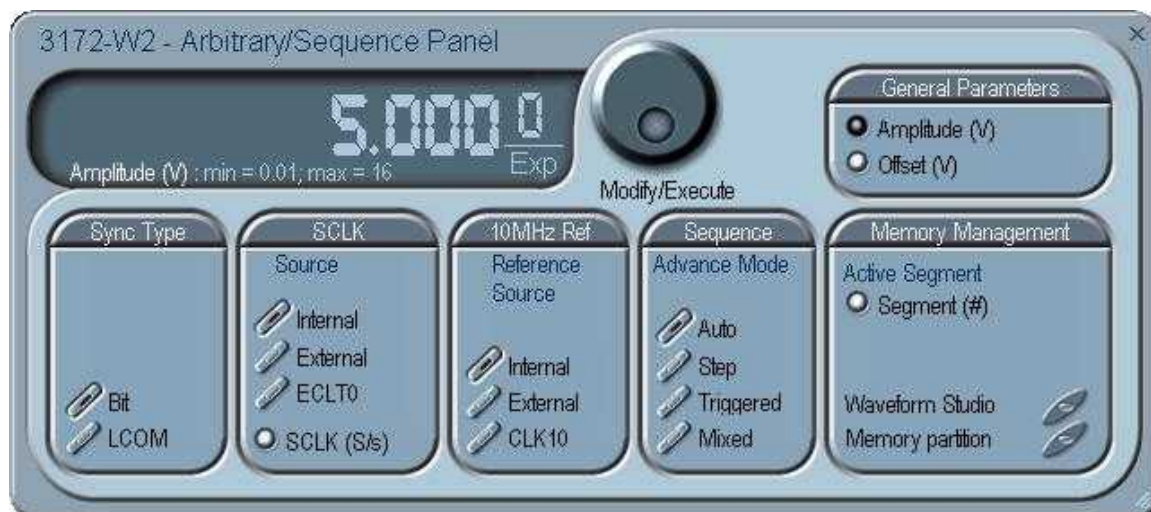 3172-W2 - Arbitrary/Sequence Panel
×
5.000 0
Exp
Amplitude (V) : min = 0.01; max = 16
Modify/Execute
General Parameters
Amplitude (V)
Offset (V)
Sync Type
Bit
LCOM
SCLK
Source
Internal
External
ECLT0
SCLK (S/s)
10MHz Ref
Reference
Source
Internal
External
CLK10
Sequence
Advance Mode
Auto
Step
Triggered
Mixed
Memory Management
Active Segment
Segment (#)
Waveform Studio
Memory partition